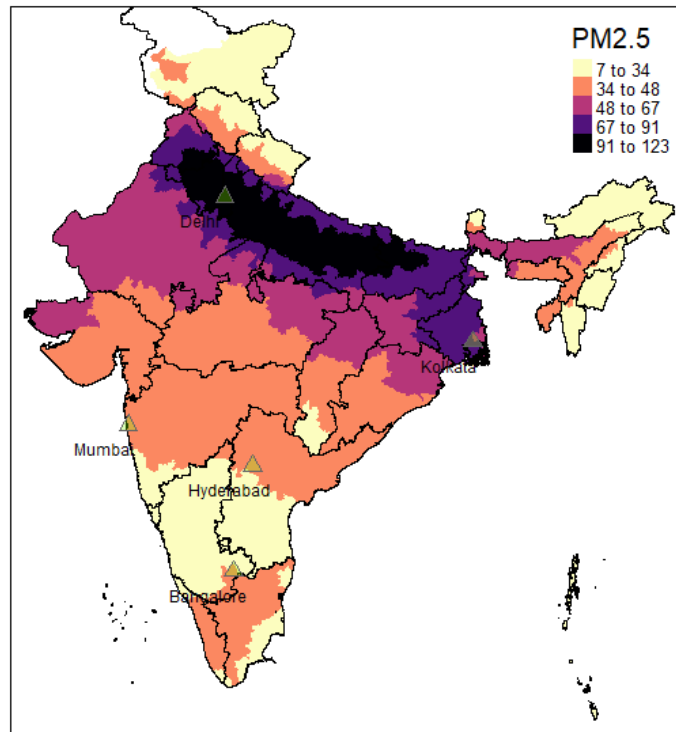 PM2.5
7 to 34
34 to 48
48 to 67
67 to 91
91 to 123
Delhi
Kolkata
Mumbai
Hyderabad
Bangalore